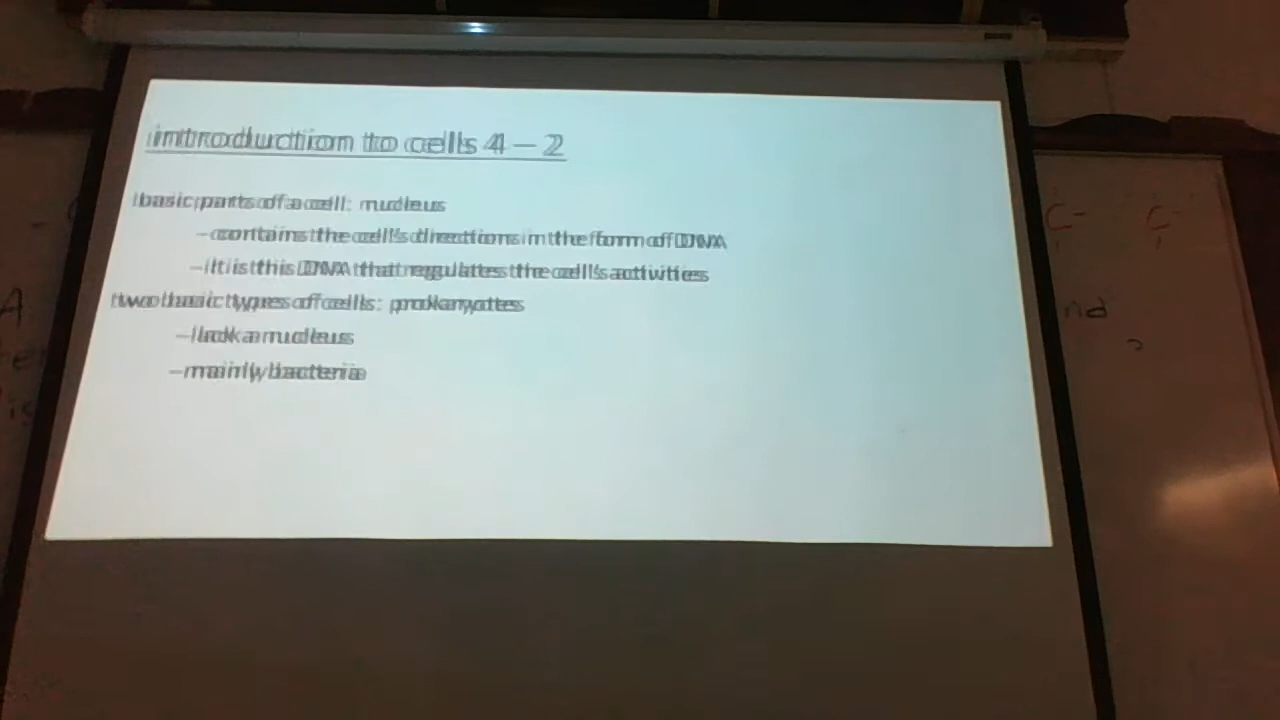 introduction to cells 4 – 2
basic parts of a cell: nucleus
– contains the cell's directions in the form of DNA
– It is this DNA that regulates the cell's activities
two basic types of cells: prokaryotes
– lack a nucleus
– mainly bacteria